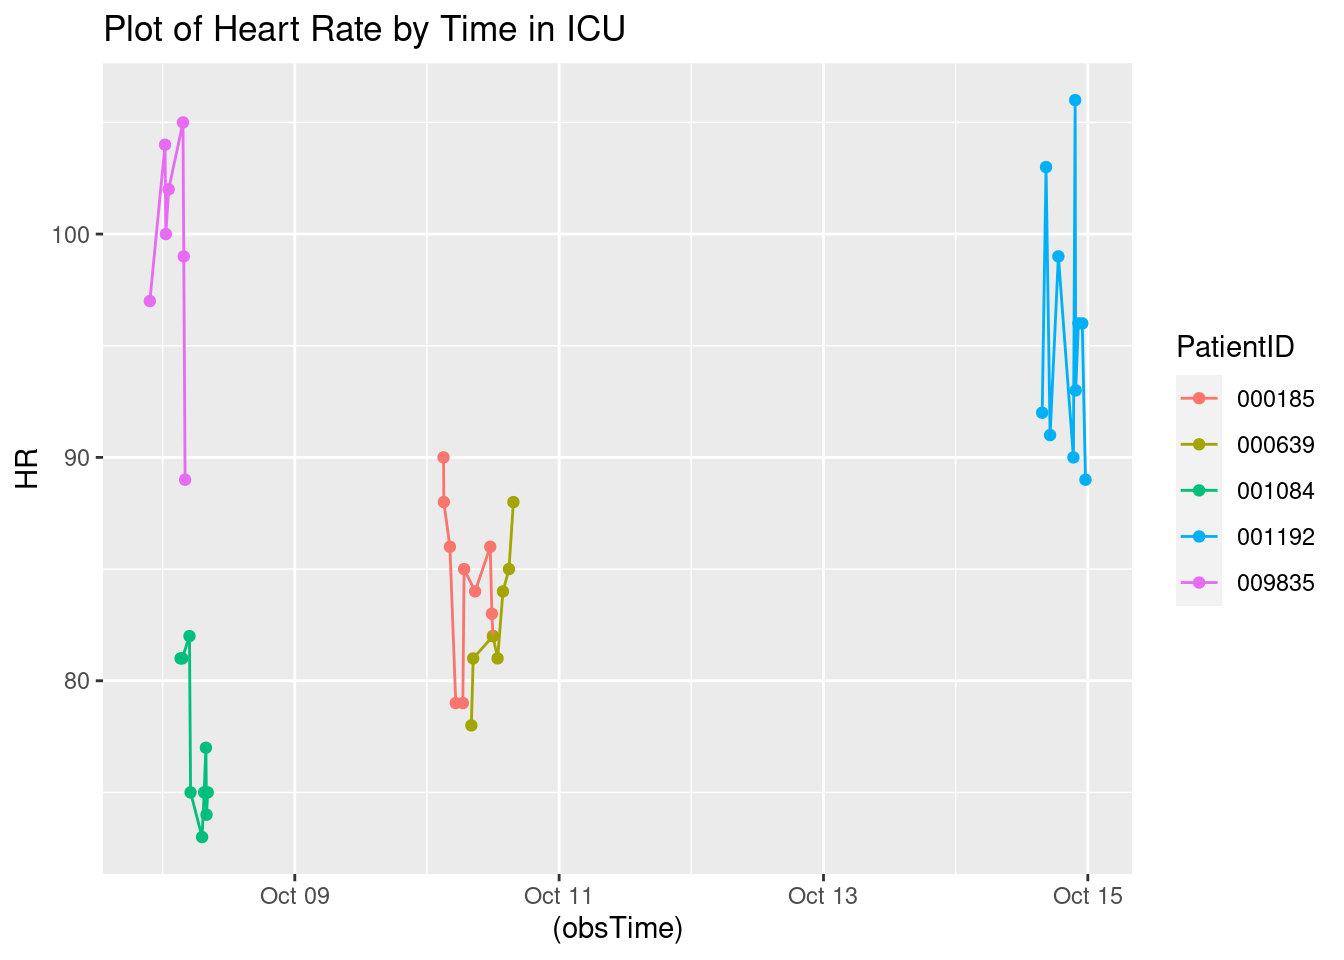 Plot of Heart Rate by Time in ICU
100
90
80
HR
Oct 09
Oct 11
Oct 13
Oct 15
(obsTime)
PatientID
000185
000639
001084
001192
009835